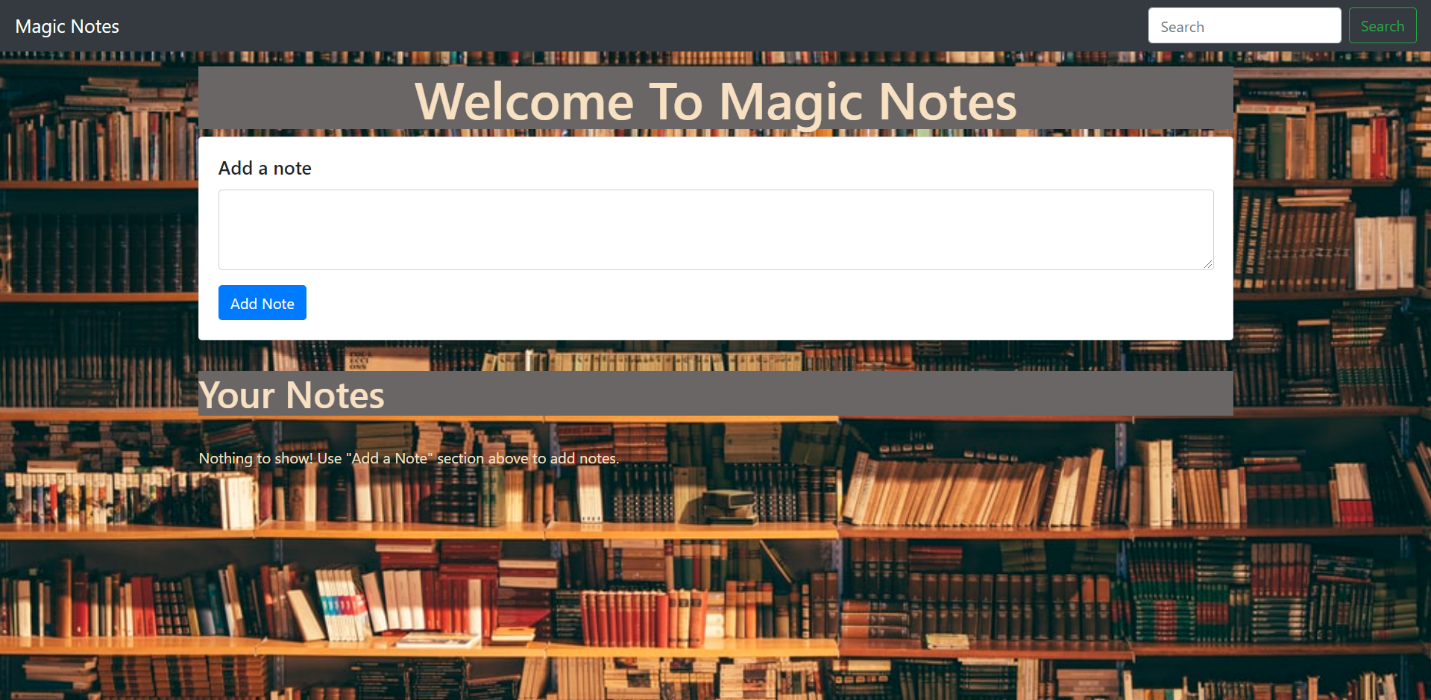 Magic Notes
Search
Search
Welcome To Magic Notes
Add a note
Add Note
Your Notes
Nothing to show! Use "Add a Note" section above to add notes.